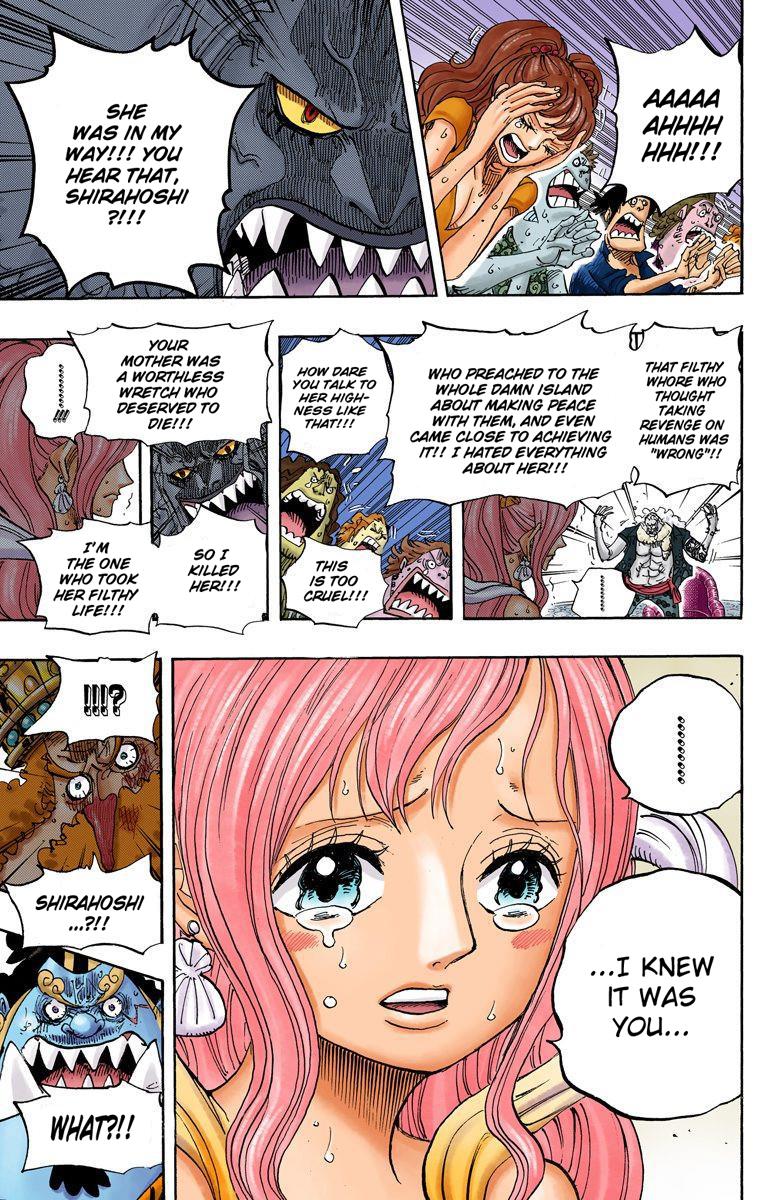 AAAAA
AHHHH
HHH!!!
SHE
WAS IN MY
WAY!!! YOU
HEAR THAT,
SHIRAHOSHI
?!!!
THAT FILTHY
WHORE WHO
THOUGHT
TAKING
REVENGE ON
HUMANS WAS
"WRONG"!!
WHO PREACHED TO THE
WHOLE DAMN ISLAND
ABOUT MAKING PEACE
WITH THEM, AND EVEN
CAME CLOSE TO ACHIEVING
IT!! I HATED EVERYTHING
ABOUT HER!!!
..........
HOW DARE
YOU TALK TO
HER HIGH-
NESS LIKE
THAT!!!
THIS
IS TOO
CRUEL!!!
YOUR
MOTHER WAS
A WORTHLESS
WRETCH WHO
DESERVED TO
DIE!!!
SO I
KILLED
HER!!!
..........!!!
I'M
THE ONE
WHO TOOK
HER FILTHY
LIFE!!!
..........
...I KNEW
IT WAS
YOU...
!!!?
SHIRAHOSHI
...?!!
WHAT?!!